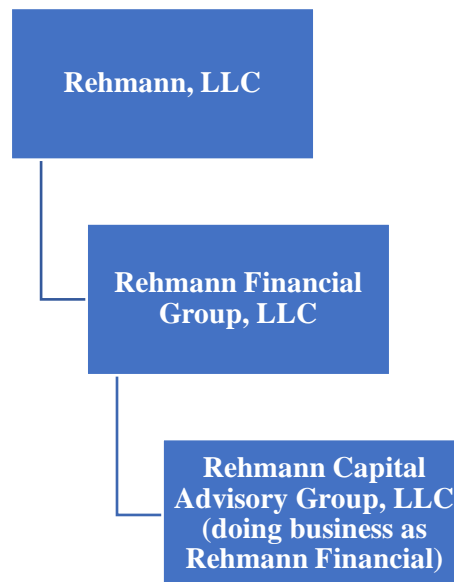 Rehmann, LLC
Rehmann Financial
Group, LLC
Rehmann Capital
Advisory Group, LLC
(doing business as
Rehmann Financial)